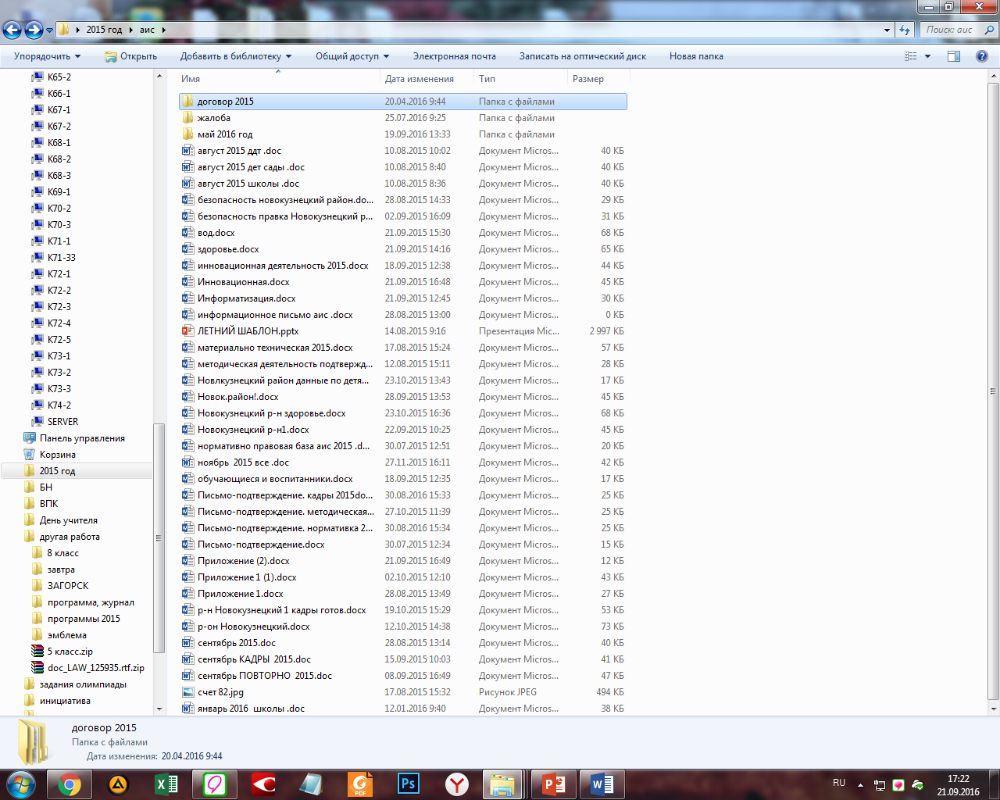 2015 год ▸ аис ▸
Поиск: аис
Упорядочить Открыть Добавить в библиотеку Общий доступ Электронная почта Записать на оптический диск Новая папка
Имя Дата изменения Тип Размер
K65-2
K66-1
K67-1
K67-2
K68-1
K68-2
K68-3
K69-1
K70-2
K70-3
K71-1
K71-33
K72-1
K72-2
K72-3
K72-4
K72-5
K73-1
K73-2
K73-3
K74-2
SERVER
Панель управления
Корзина
2015 год
БН
ВПК
День учителя
другая работа
8 класс
завтра
ЗАГОРСК
программа, журнал
программы 2015
эмблема
5 класс.zip
doc_LAW_125935.rtf.zip
задания олимпиады
инициатива
договор 2015 20.04.2016 9:44 Папка с файлами
жалоба 25.07.2016 9:25 Папка с файлами
май 2016 год 19.09.2016 13:33 Папка с файлами
август 2015 ддт .doc 10.08.2015 10:02 Документ Micros... 40 КБ
август 2015 дет сады .doc 10.08.2015 8:40 Документ Micros... 40 КБ
август 2015 школы .doc 10.08.2015 8:36 Документ Micros... 40 КБ
безопасность новокузнецкий район.do... 28.08.2015 14:33 Документ Micros... 29 КБ
безопасность правка Новокузнецкий р... 02.09.2015 16:09 Документ Micros... 31 КБ
вод.docx 21.09.2015 15:30 Документ Micros... 68 КБ
здоровье.docx 21.09.2015 14:16 Документ Micros... 65 КБ
инновационная деятельность 2015.docx 18.09.2015 12:38 Документ Micros... 44 КБ
Инновационная.docx 21.09.2015 16:48 Документ Micros... 45 КБ
Информатизация.docx 21.09.2015 12:45 Документ Micros... 30 КБ
информационное письмо аис .docx 28.08.2015 13:00 Документ Micros... 0 КБ
ЛЕТНИЙ ШАБЛОН.pptx 14.08.2015 9:16 Презентация Mic... 2 997 КБ
материально техническая 2015.docx 17.08.2015 15:24 Документ Micros... 57 КБ
методическая деятельность подтвержд... 12.08.2015 15:11 Документ Micros... 28 КБ
Новлкузнецкий район данные по детя... 23.10.2015 13:43 Документ Micros... 17 КБ
Новок.район!.docx 28.09.2015 13:53 Документ Micros... 45 КБ
Новокузнецкий р-н здоровье.docx 23.10.2015 16:36 Документ Micros... 68 КБ
Новокузнецкий р-н1.docx 22.09.2015 10:25 Документ Micros... 45 КБ
нормативно правовая база аис 2015 .d... 30.07.2015 12:51 Документ Micros... 20 КБ
ноябрь 2015 все .doc 27.11.2015 16:11 Документ Micros... 42 КБ
обучающиеся и воспитанники.docx 18.09.2015 12:35 Документ Micros... 17 КБ
Письмо-подтверждение. кадры 2015do... 30.08.2016 15:33 Документ Micros... 25 КБ
Письмо-подтверждение. методическая... 27.10.2015 11:39 Документ Micros... 25 КБ
Письмо-подтверждение. нормативка 2... 30.08.2016 15:34 Документ Micros... 25 КБ
Письмо-подтверждение.docx 30.07.2015 12:34 Документ Micros... 15 КБ
Приложение (2).docx 21.09.2015 16:49 Документ Micros... 12 КБ
Приложение 1 (1).docx 02.10.2015 12:10 Документ Micros... 43 КБ
Приложение 1.docx 28.08.2015 13:49 Документ Micros... 27 КБ
р-н Новокузнецкий 1 кадры готов.docx 19.10.2015 15:29 Документ Micros... 53 КБ
р-он Новокузнецкий.docx 12.10.2015 14:38 Документ Micros... 73 КБ
сентябрь 2015.doc 28.08.2015 13:14 Документ Micros... 40 КБ
сентябрь КАДРЫ 2015.doc 15.09.2015 10:03 Документ Micros... 41 КБ
сентябрь ПОВТОРНО 2015.doc 08.09.2015 16:49 Документ Micros... 47 КБ
счет 82.jpg 17.08.2015 15:32 Рисунок JPEG 494 КБ
январь 2016 школы .doc 12.01.2016 9:40 Документ Micros... 38 КБ
договор 2015
Папка с файлами
Дата изменения: 20.04.2016 9:44
PDF
Ps
RU
17:22
21.09.2016